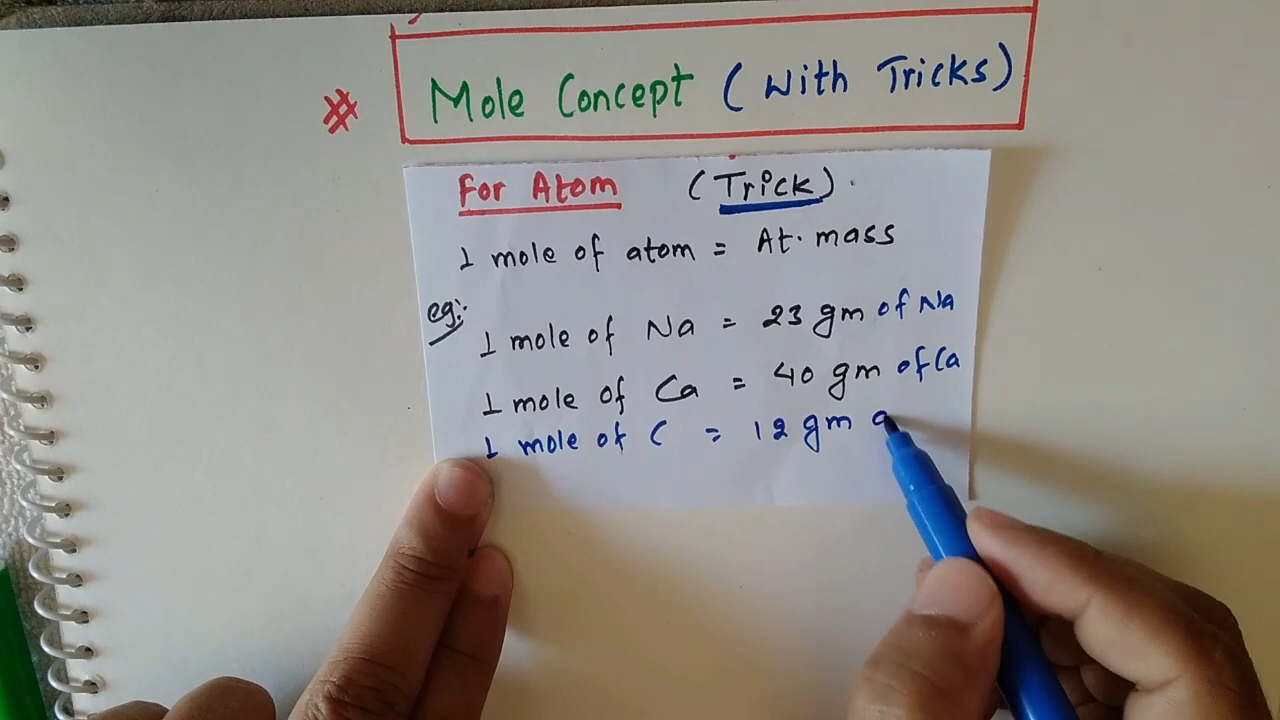 # Mole Concept (With Tricks)
For Atom (Trick).
1 mole of atom = At. mass
eg:-
1 mole of Na = 23 gm of Na
1 mole of Ca = 40 gm of Ca
1 mole of C = 12 gm